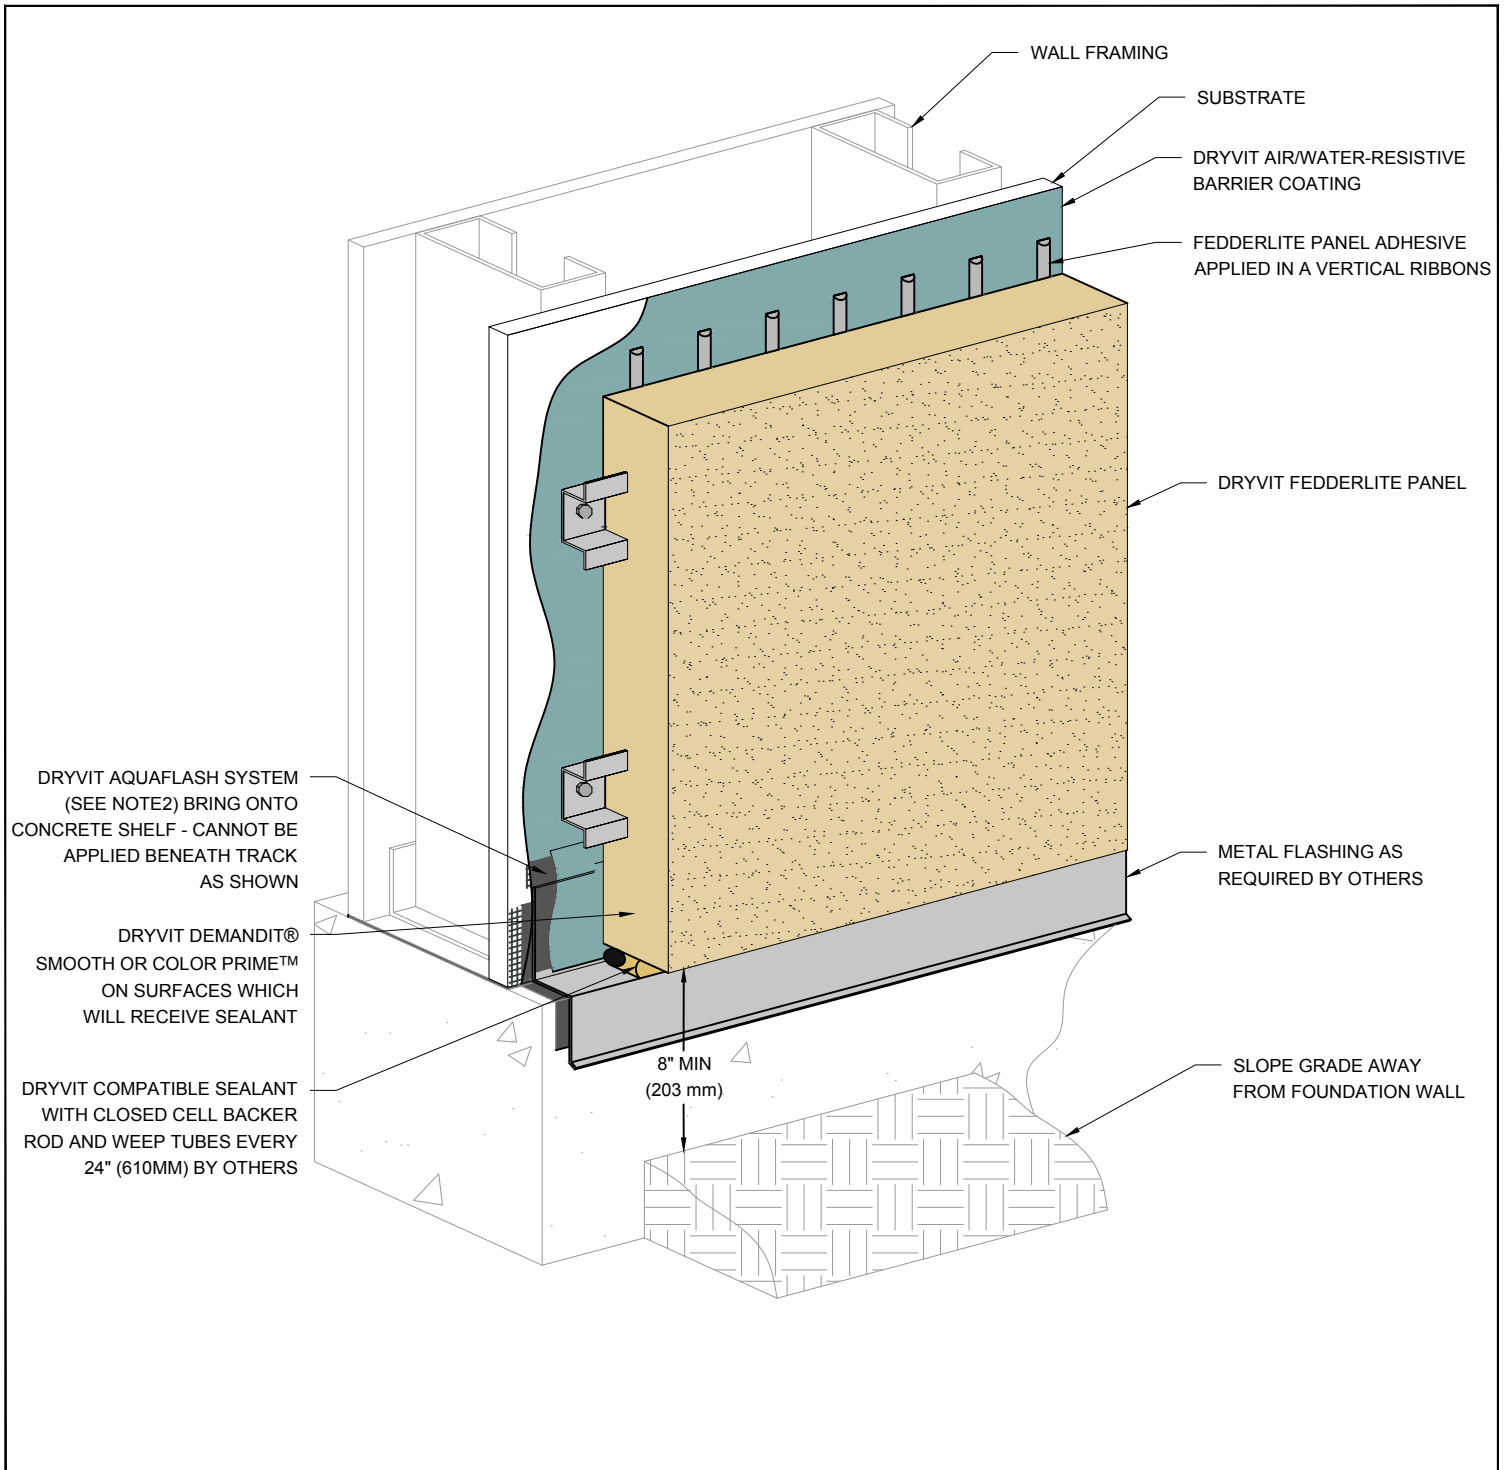 WALL FRAMING
SUBSTRATE
DRYVIT AIR/WATER-RESISTIVE
BARRIER COATING
FEDDERLITE PANEL ADHESIVE
APPLIED IN A VERTICAL RIBBONS
DRYVIT FEDDERLITE PANEL
METAL FLASHING AS
REQUIRED BY OTHERS
SLOPE GRADE AWAY
FROM FOUNDATION WALL
DRYVIT AQUAFLASH SYSTEM
(SEE NOTE2) BRING ONTO
CONCRETE SHELF - CANNOT BE
APPLIED BENEATH TRACK
AS SHOWN
DRYVIT DEMANDIT®
SMOOTH OR COLOR PRIME™
ON SURFACES WHICH
WILL RECEIVE SEALANT
DRYVIT COMPATIBLE SEALANT
WITH CLOSED CELL BACKER
ROD AND WEEP TUBES EVERY
24" (610MM) BY OTHERS
8" MIN
(203 mm)